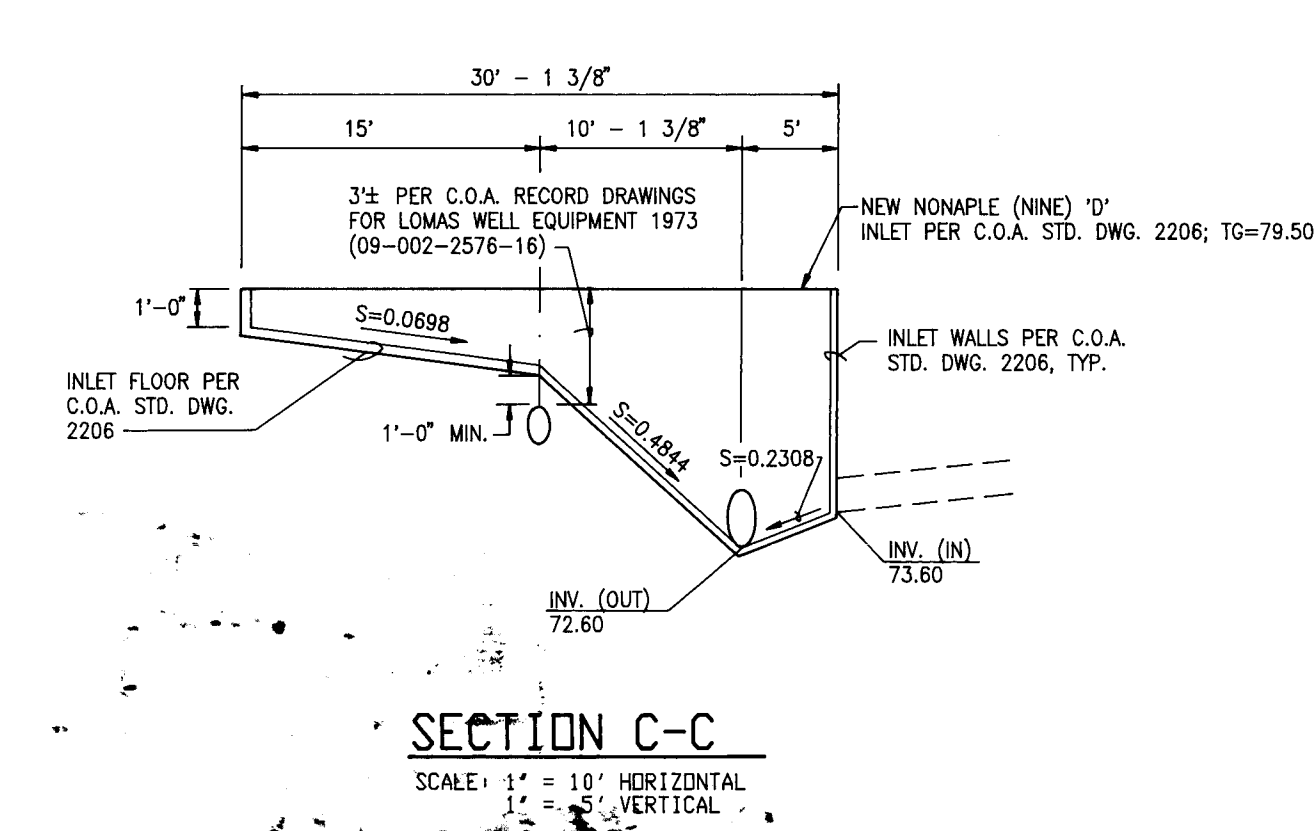 30' - 1 3/8"
15'
10' - 1 3/8"
5'
3'± PER C.O.A. RECORD DRAWINGS
FOR LOMAS WELL EQUIPMENT 1973
(09-002-2576-16)
NEW NONAPLE (NINE) 'D'
INLET PER C.O.A. STD. DWG. 2206; TG=79.50
1'-0"
S=0.0698
INLET WALLS PER C.O.A.
STD. DWG. 2206, TYP.
INLET FLOOR PER
C.O.A. STD. DWG.
2206
1'-0" MIN.
S=0.4844
S=0.2308
INV. (IN)
73.60
INV. (OUT)
72.60
SECTION C-C
SCALE: 1" = 10' HORIZONTAL
1" = 5' VERTICAL